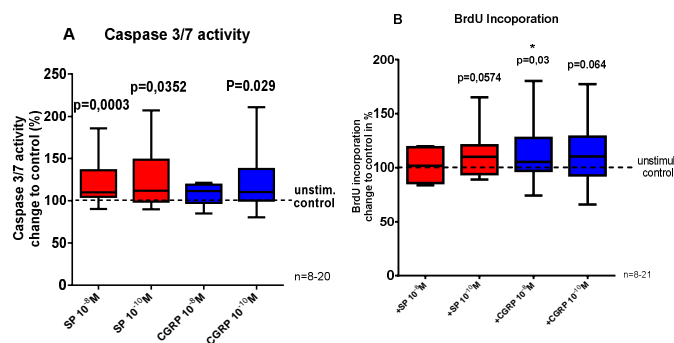 A Caspase 3/7 activity
Caspase 3/7 activity
change to control (%)
250
200
150
100
50
0
p=0,0003
p=0,0352
P=0.029
unstim.
control
n=8-20
SP 10-8M
SP 10-10M
CGRP 10-8M
CGRP 10-10M
B BrdU Incoporation
BrdU incorporation
change to control in %
200
150
100
50
0
p=0,0574
*
p=0,03
p=0.064
unstimul
control
n=8-21
+SP 10-8M
+SP 10-10M
+CGRP 10-8M
+CGRP 10-10M